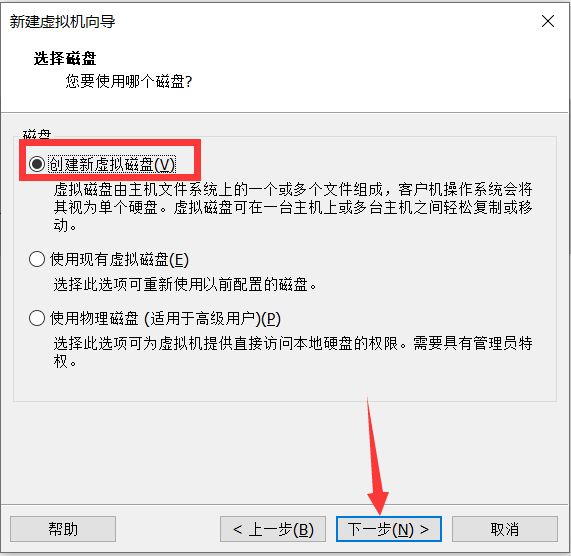 新建虚拟机向导
选择磁盘
您要使用哪个磁盘?
磁盘
创建新虚拟磁盘(V)
虚拟磁盘由主机文件系统上的一个或多个文件组成，客户机操作系统会将
其视为单个硬盘。虚拟磁盘可在一台主机上或多台主机之间轻松复制或移
动。
使用现有虚拟磁盘(E)
选择此选项可重新使用以前配置的磁盘。
使用物理磁盘 (适用于高级用户)(P)
选择此选项可为虚拟机提供直接访问本地硬盘的权限。需要具有管理员特
权。
帮助
< 上一步(B)
下一步(N) >
取消